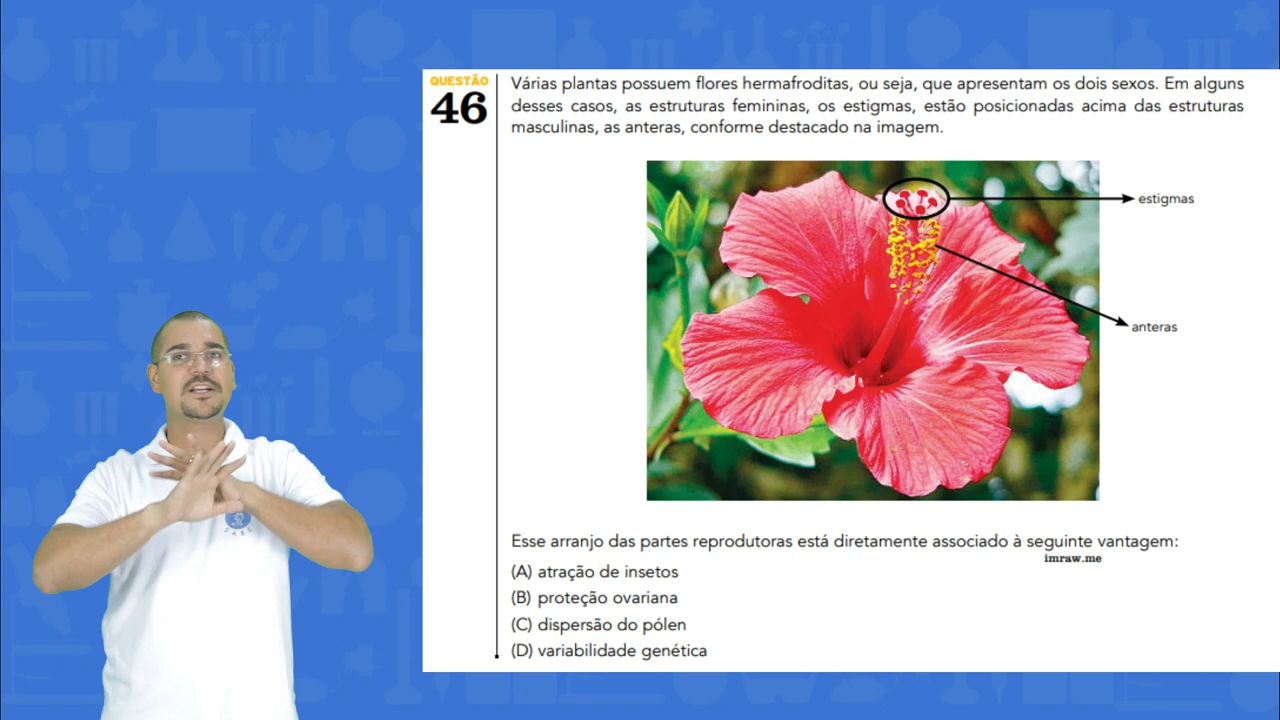 QUESTÃO
46
Várias plantas possuem flores hermafroditas, ou seja, que apresentam os dois sexos. Em alguns
desses casos, as estruturas femininas, os estigmas, estão posicionadas acima das estruturas
masculinas, as anteras, conforme destacado na imagem.
estigmas
anteras
Esse arranjo das partes reprodutoras está diretamente associado à seguinte vantagem:
imraw.me
(A) atração de insetos
(B) proteção ovariana
(C) dispersão do pólen
(D) variabilidade genética